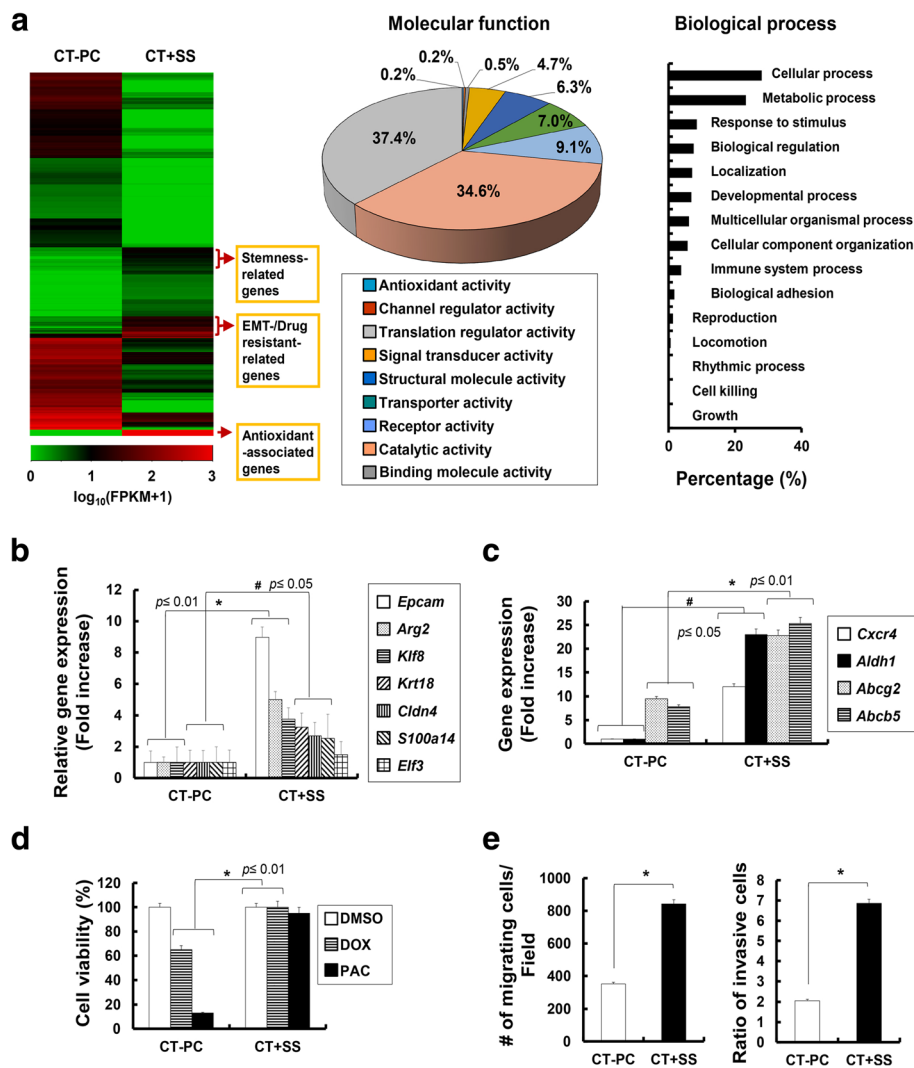 a
CT-PC
CT+SS
Stemness-
related
genes
EMT-/Drug
resistant-
related
genes
Antioxidant
-associated
genes
0
1
2
3
log10(FPKM+1)
Molecular function
0.2%
0.2%
0.5%
4.7%
6.3%
7.0%
9.1%
34.6%
37.4%
Antioxidant activity
Channel regulator activity
Translation regulator activity
Signal transducer activity
Structural molecule activity
Transporter activity
Receptor activity
Catalytic activity
Binding molecule activity
Biological process
Cellular process
Metabolic process
Response to stimulus
Biological regulation
Localization
Developmental process
Multicellular organismal process
Cellular component organization
Immune system process
Biological adhesion
Reproduction
Locomotion
Rhythmic process
Cell killing
Growth
0
20
40
Percentage (%)
b
Relative gene expression
(Fold increase)
12
10
8
6
4
2
0
p≤ 0.01
*
#
p≤ 0.05
CT-PC
CT+SS
Epcam
Arg2
Klf8
Krt18
Cldn4
S100a14
Elf3
c
Gene expression
(Fold increase)
30
25
20
15
10
5
0
#
p≤ 0.05
*
p≤ 0.01
CT-PC
CT+SS
Cxcr4
Aldh1
Abcg2
Abcb5
d
Cell viability (%)
120
100
80
60
40
20
0
*
p≤ 0.01
CT-PC
CT+SS
DMSO
DOX
PAC
e
# of migrating cells/
Field
1000
800
600
400
200
0
*
CT-PC
CT+SS
Ratio of invasive cells
8
7
6
5
4
3
2
1
0
*
CT-PC
CT+SS